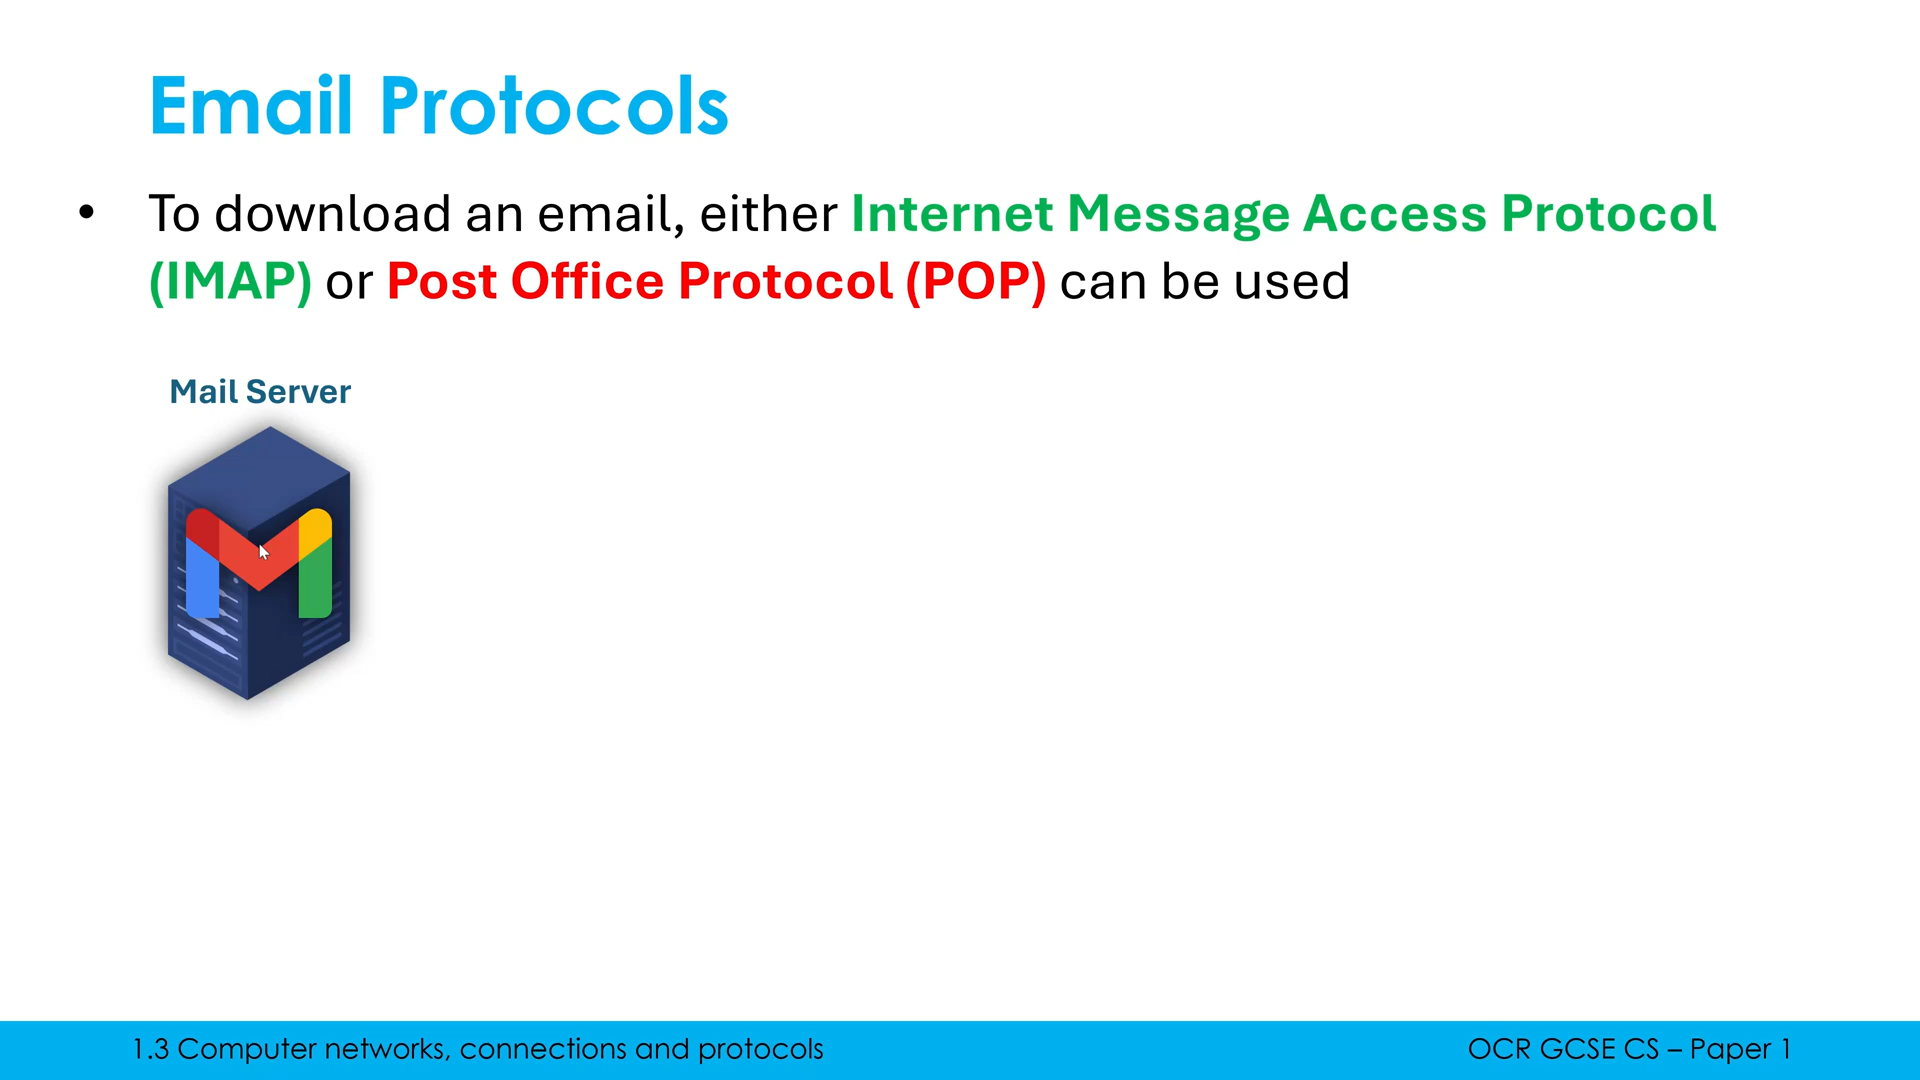 Email Protocols
• To download an email, either Internet Message Access Protocol
(IMAP) or Post Office Protocol (POP) can be used
Mail Server
1.3 Computer networks, connections and protocols
OCR GCSE CS – Paper 1